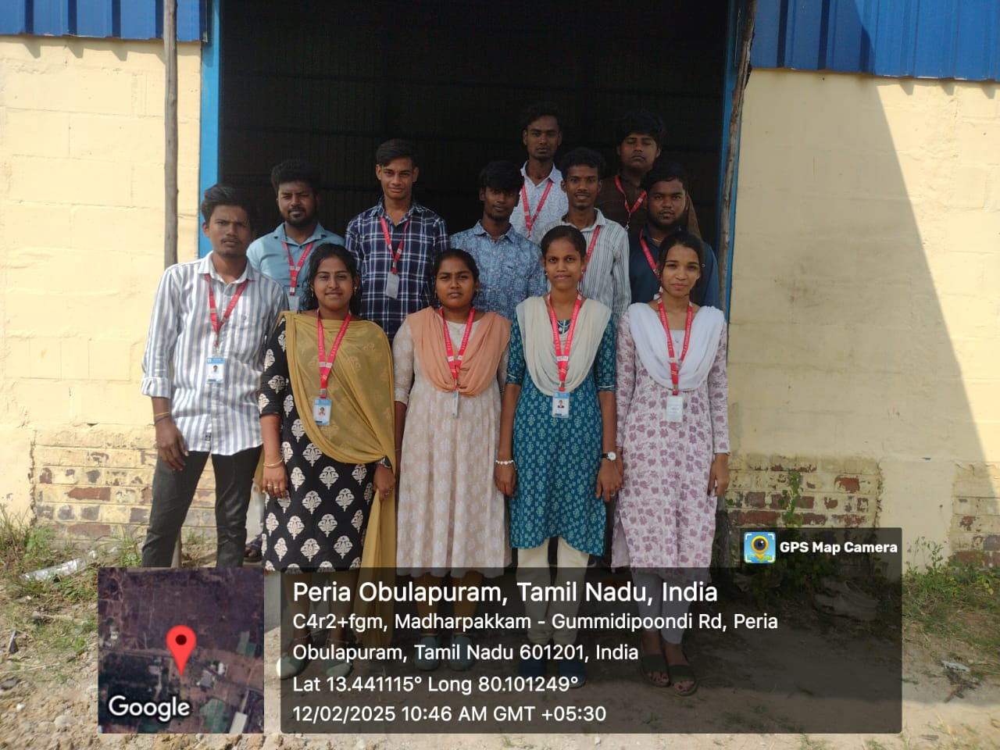 GPS Map Camera
Peria Obulapuram, Tamil Nadu, India
C4r2+fgm, Madharpakkam - Gummidipoondi Rd, Peria
Obulapuram, Tamil Nadu 601201, India
Lat 13.441115° Long 80.101249°
12/02/2025 10:46 AM GMT +05:30
Google